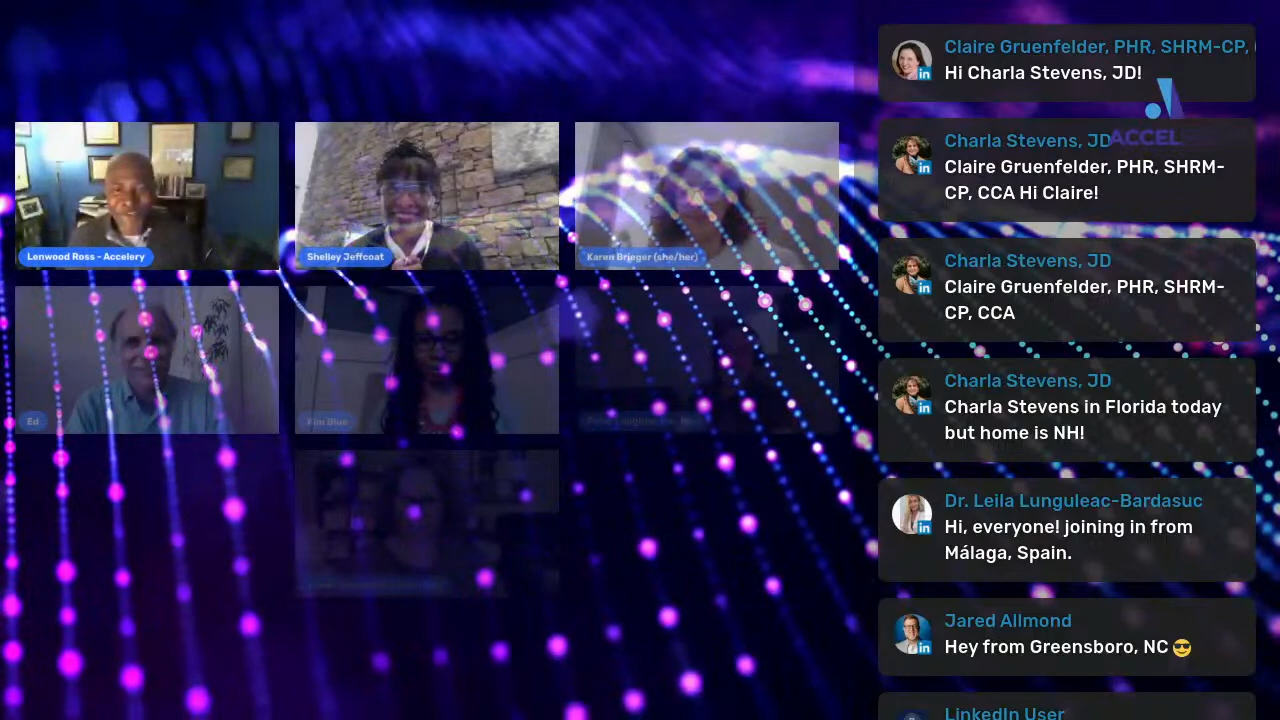 Lenwood Ross - Accelery
Shelley Jeffcoat
Karen Brieger (she/her)
Ed
Kim Blue
Claire Gruenfelder, PHR, SHRM-CP,
Hi Charla Stevens, JD!
ACCEL
Charla Stevens, JD
Claire Gruenfelder, PHR, SHRM-
CP, CCA Hi Claire!
Charla Stevens, JD
Claire Gruenfelder, PHR, SHRM-
CP, CCA
Charla Stevens, JD
Charla Stevens in Florida today
but home is NH!
Dr. Leila Lunguleac-Bardasuc
Hi, everyone! joining in from
Málaga, Spain.
Jared Allmond
Hey from Greensboro, NC 😎
LinkedIn User